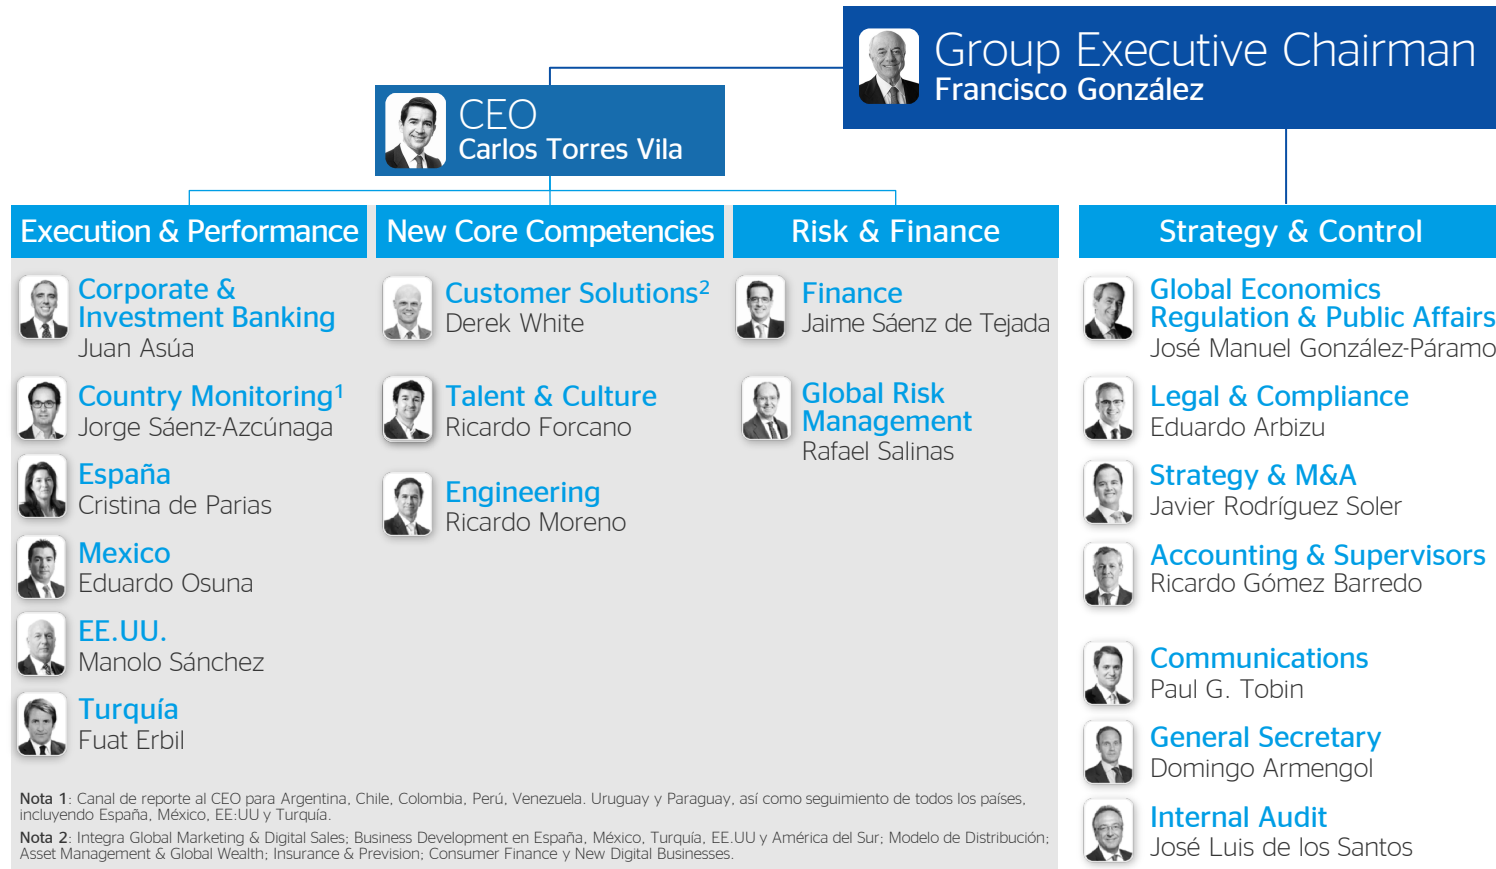 Group Executive Chairman
Francisco González
CEO
Carlos Torres Vila
Execution & Performance
Corporate &
Investment Banking
Juan Asúa
Country Monitoring¹
Jorge Sáenz-Azcúnaga
España
Cristina de Parias
Mexico
Eduardo Osuna
EE.UU.
Manolo Sánchez
Turquía
Fuat Erbil
New Core Competencies
Customer Solutions²
Derek White
Talent & Culture
Ricardo Forcano
Engineering
Ricardo Moreno
Risk & Finance
Finance
Jaime Sáenz de Tejada
Global Risk
Management
Rafael Salinas
Strategy & Control
Global Economics
Regulation & Public Affairs
José Manuel González-Páramo
Legal & Compliance
Eduardo Arbizu
Strategy & M&A
Javier Rodríguez Soler
Accounting & Supervisors
Ricardo Gómez Barredo
Communications
Paul G. Tobin
General Secretary
Domingo Armengol
Internal Audit
José Luis de los Santos
Nota 1: Canal de reporte al CEO para Argentina, Chile, Colombia, Perú, Venezuela. Uruguay y Paraguay, así como seguimiento de todos los países,
incluyendo España, México, EE:UU y Turquía.
Nota 2: Integra Global Marketing & Digital Sales; Business Development en España, México, Turquía, EE.UU y América del Sur; Modelo de Distribución;
Asset Management & Global Wealth; Insurance & Prevision; Consumer Finance y New Digital Businesses.